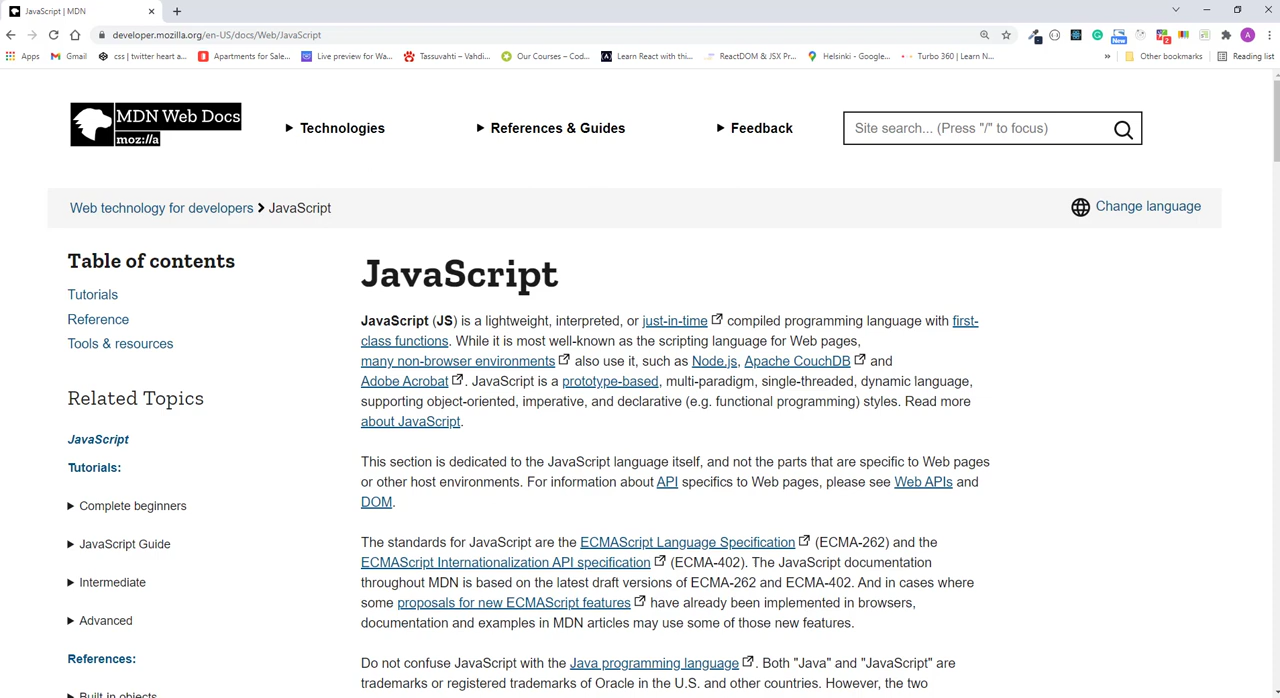 JavaScript | MDN
developer.mozilla.org/en-US/docs/Web/JavaScript
Apps Gmail css | twitter heart a... Apartments for Sale... Live preview for Wa... Tassuvahti – Vahdi... Our Courses – Cod... Learn React with thi... ReactDOM & JSX Pr... Helsinki - Google... Turbo 360 | Learn N... » Other bookmarks Reading list
MDN Web Docs
moz://a
Technologies
References & Guides
Feedback
Site search... (Press "/" to focus)
Web technology for developers > JavaScript
Change language
Table of contents
Tutorials
Reference
Tools & resources
Related Topics
JavaScript
Tutorials:
Complete beginners
JavaScript Guide
Intermediate
Advanced
References:
Built in objects
JavaScript
JavaScript (JS) is a lightweight, interpreted, or just-in-time compiled programming language with first-
class functions. While it is most well-known as the scripting language for Web pages,
many non-browser environments also use it, such as Node.js, Apache CouchDB and
Adobe Acrobat. JavaScript is a prototype-based, multi-paradigm, single-threaded, dynamic language,
supporting object-oriented, imperative, and declarative (e.g. functional programming) styles. Read more
about JavaScript.
This section is dedicated to the JavaScript language itself, and not the parts that are specific to Web pages
or other host environments. For information about API specifics to Web pages, please see Web APIs and
DOM.
The standards for JavaScript are the ECMAScript Language Specification (ECMA-262) and the
ECMAScript Internationalization API specification (ECMA-402). The JavaScript documentation
throughout MDN is based on the latest draft versions of ECMA-262 and ECMA-402. And in cases where
some proposals for new ECMAScript features have already been implemented in browsers,
documentation and examples in MDN articles may use some of those new features.
Do not confuse JavaScript with the Java programming language. Both "Java" and "JavaScript" are
trademarks or registered trademarks of Oracle in the U.S. and other countries. However, the two